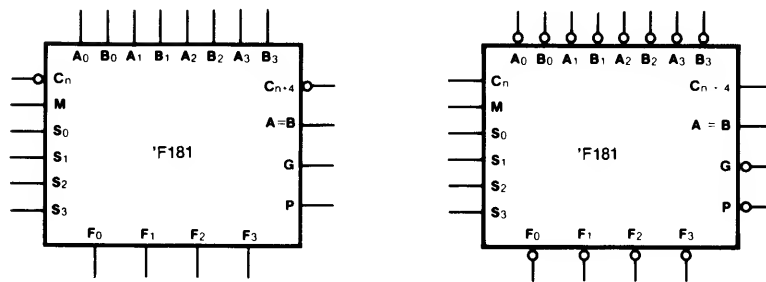 A0 B0 A1 B1 A2 B2 A3 B3
Cn
Cn+4
M
A=B
S0
'F181
S1
G
S2
S3
P
F0 F1 F2 F3
A0 B0 A1 B1 A2 B2 A3 B3
Cn
Cn·4
M
A = B
S0
'F181
S1
G
S2
S3
P
F0 F1 F2 F3